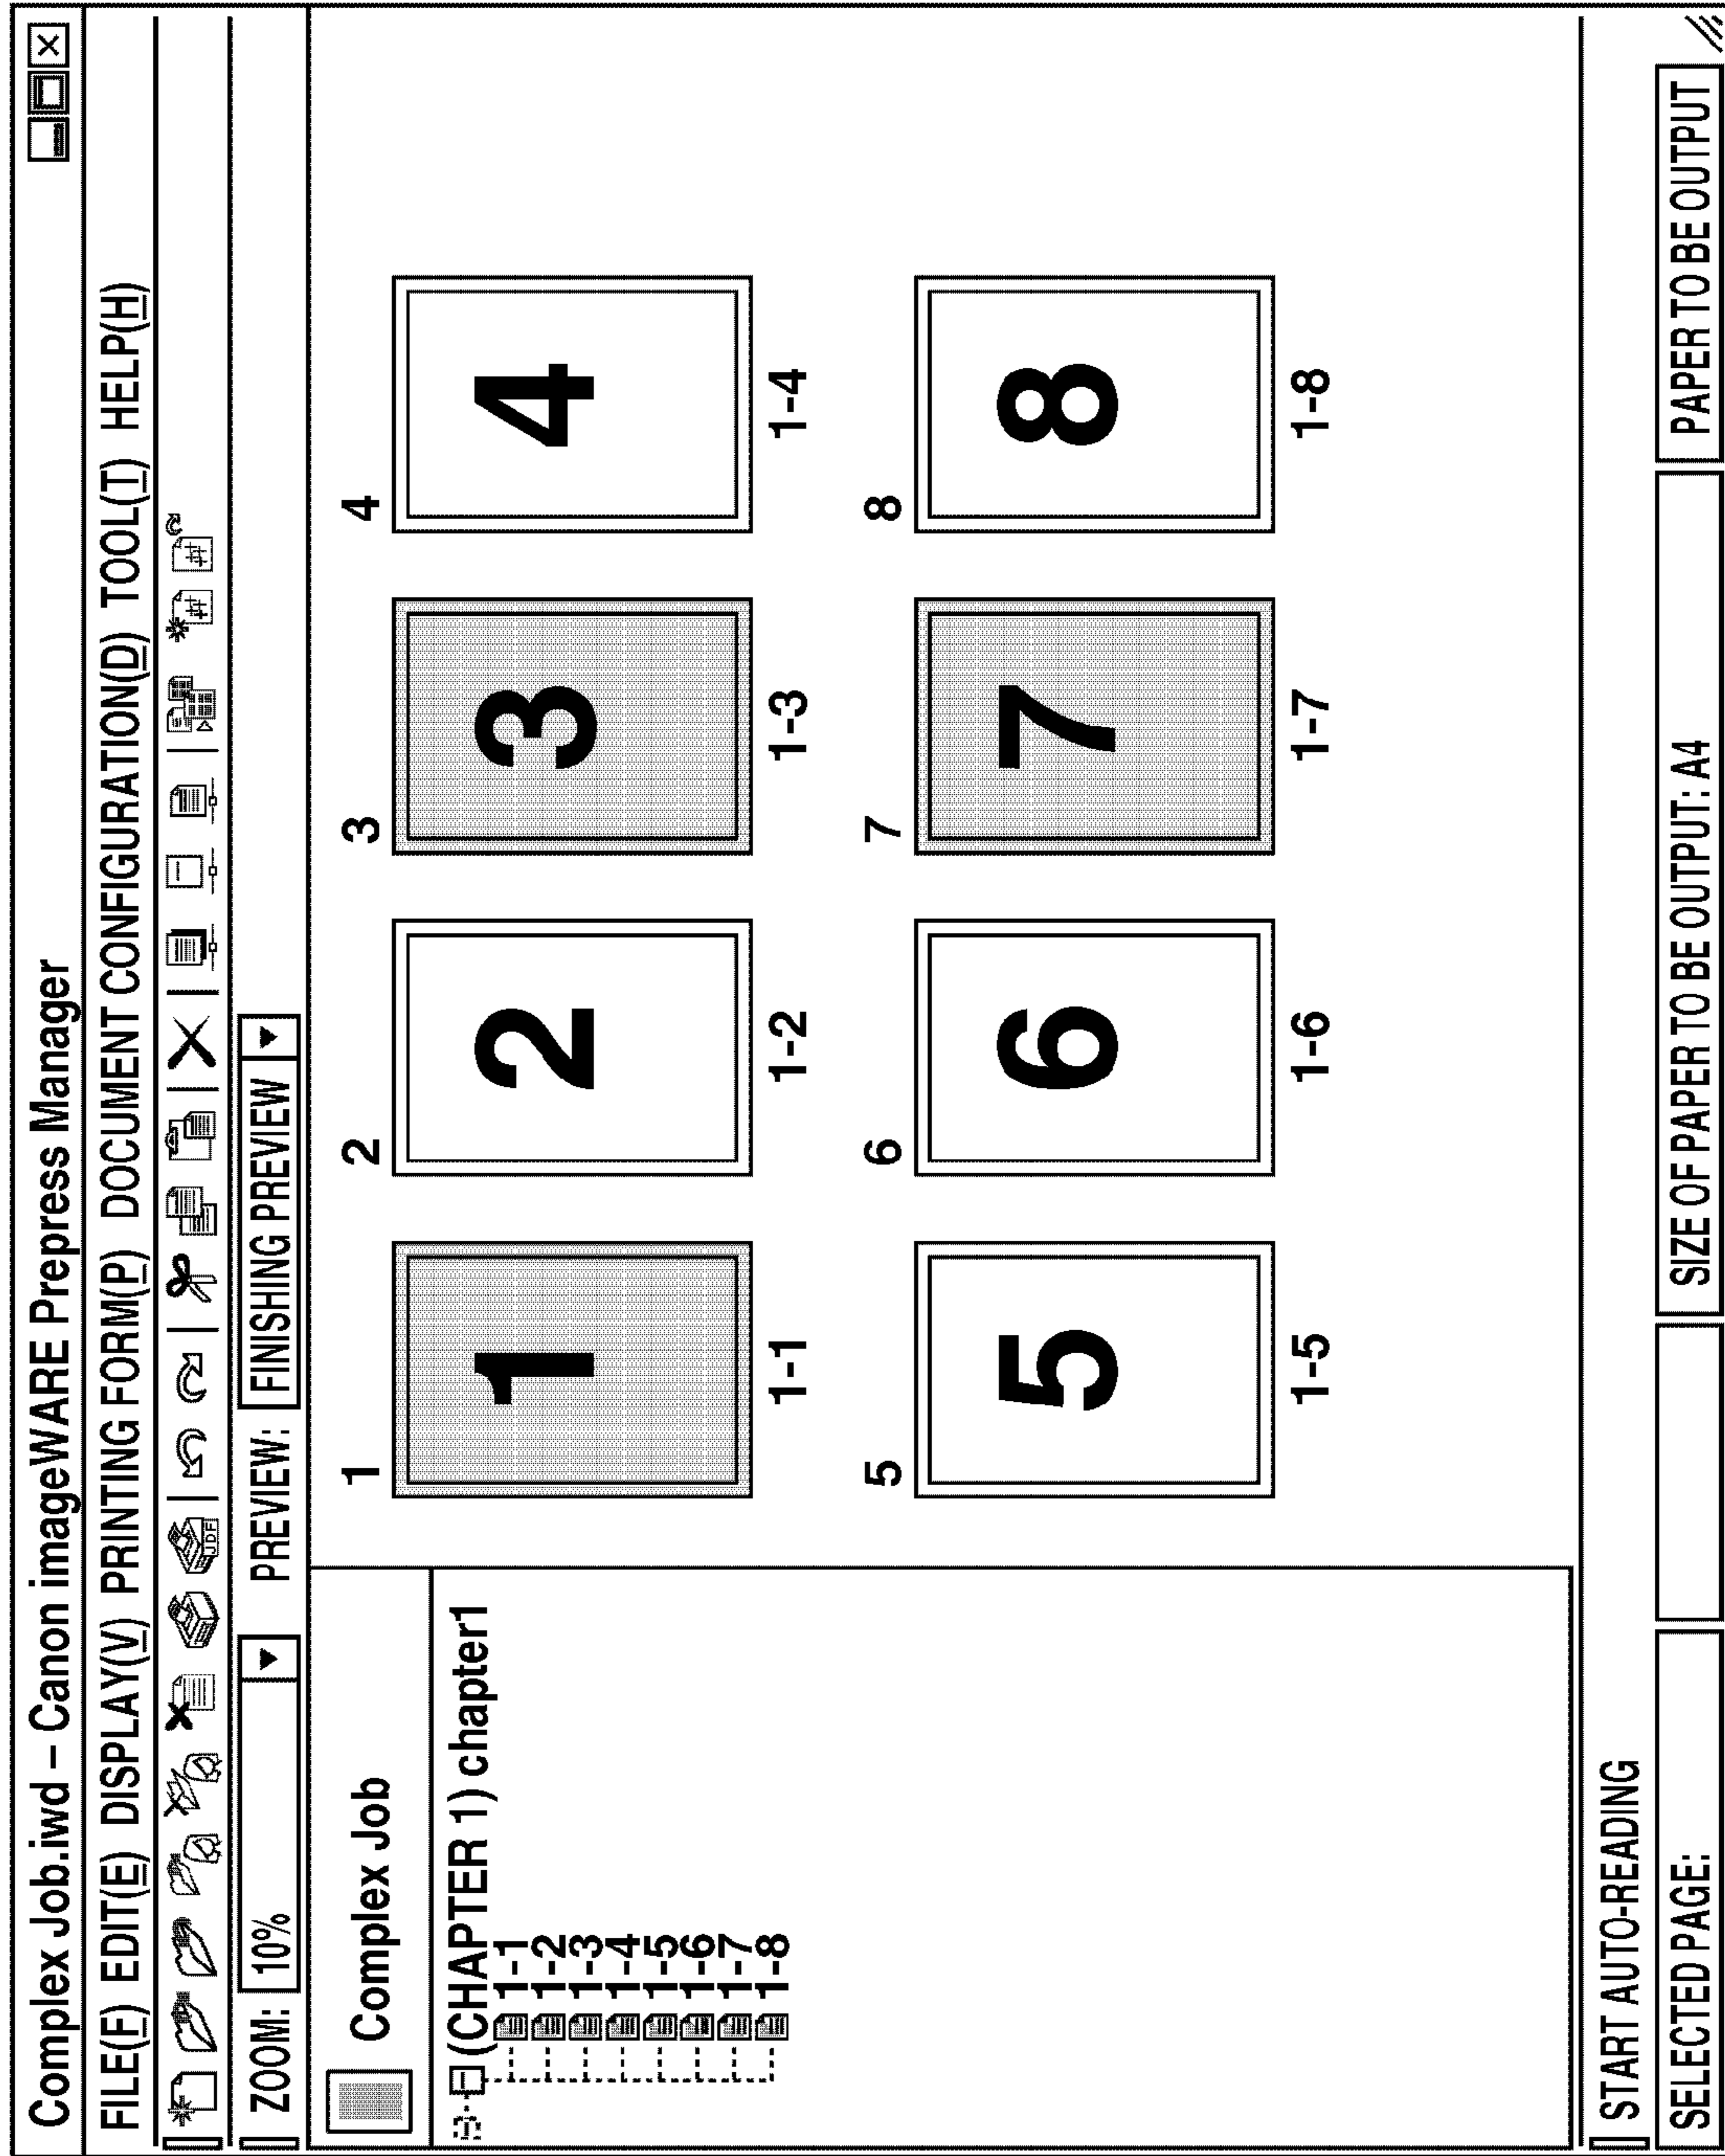 Complex Job.iwd – Canon imageWARE Prepress Manager
FILE(F) EDIT(E) DISPLAY(V) PRINTING FORM(P) DOCUMENT CONFIGURATION(D) TOOL(T) HELP(H)
JDF
ZOOM: 10% PREVIEW: FINISHING PREVIEW
Complex Job
(CHAPTER 1) chapter1
1-1
1-2
1-3
1-4
1-5
1-6
1-7
1-8
1 2 3 4
1 2 3 4
1-1 1-2 1-3 1-4
5 6 7 8
5 6 7 8
1-5 1-6 1-7 1-8
START AUTO-READING
SELECTED PAGE: SIZE OF PAPER TO BE OUTPUT: A4 PAPER TO BE OUTPUT